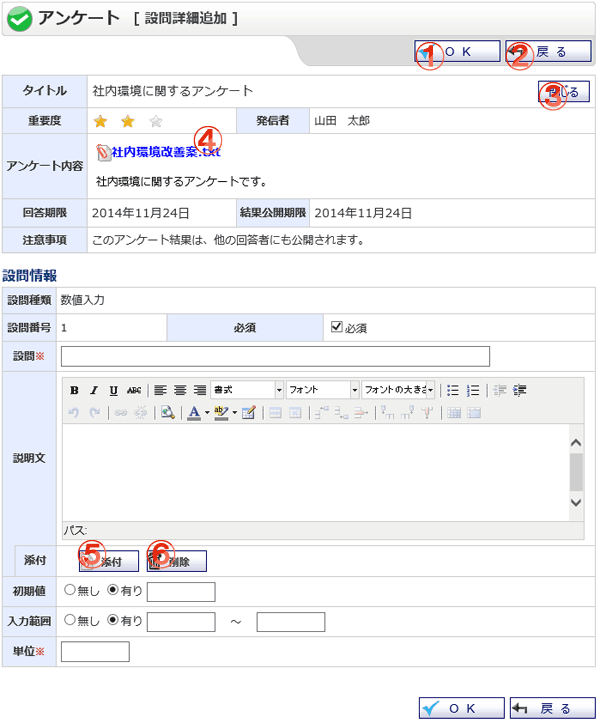 アンケート [ 設問詳細追加 ]
① OK ② 戻る
タイトル 社内環境に関するアンケート ③ 閉じる
重要度 発信者 山田 太郎
アンケート内容 ④ 社内環境改善案.txt
社内環境に関するアンケートです。
回答期限 2014年11月24日 結果公開期限 2014年11月24日
注意事項 このアンケート結果は、他の回答者にも公開されます。
設問情報
設問種類 数値入力
設問番号 1 必須 必須
設問※
B I U ABC 書式 フォント フォントの大きさ
A ab
説明文
パス:
添付 ⑤ 添付 ⑥ 削除
初期値 無し 有り
入力範囲 無し 有り ～
単位※
OK 戻る